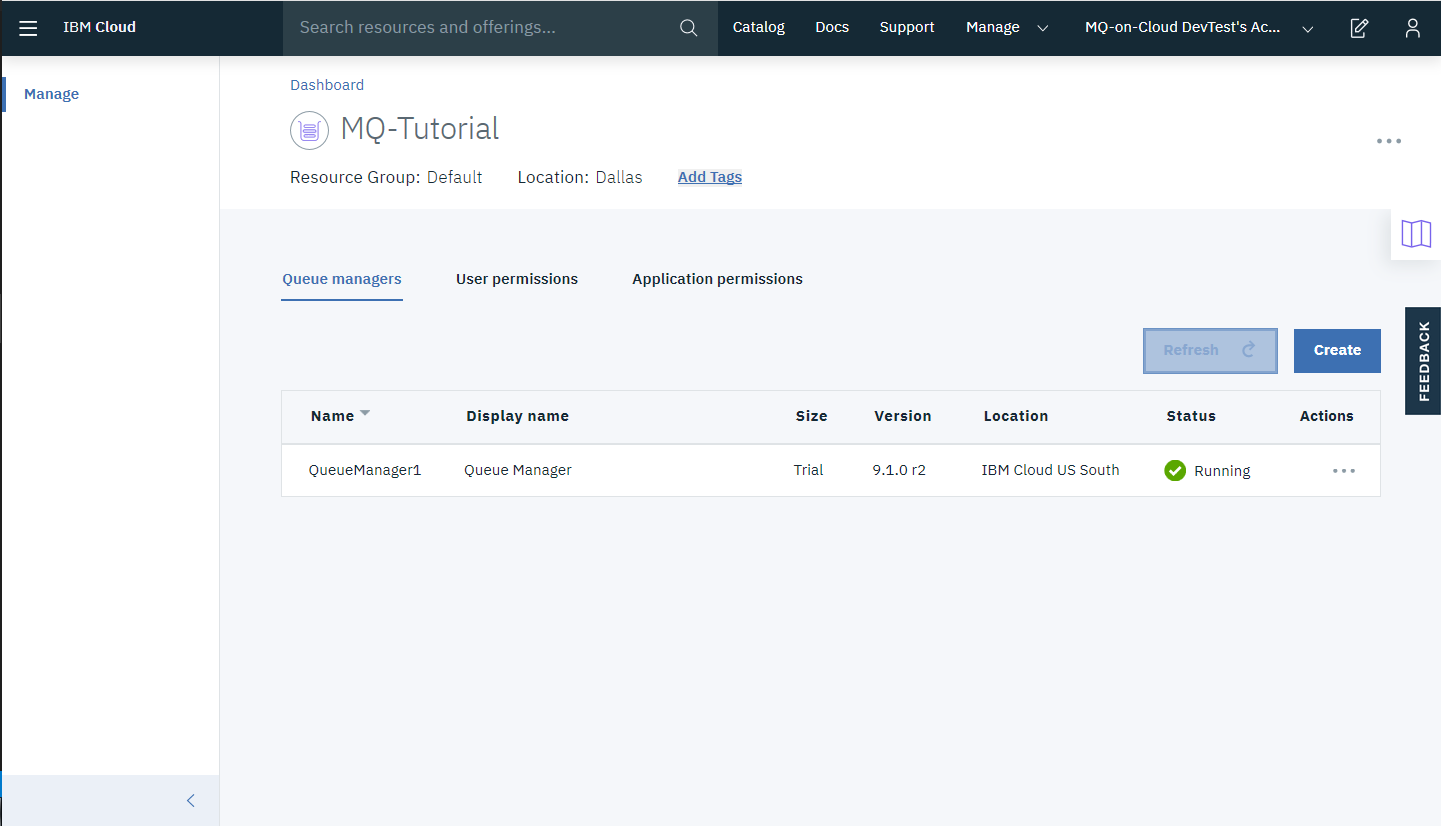 IBM Cloud
Search resources and offerings...
Catalog
Docs
Support
Manage
MQ-on-Cloud DevTest's Ac...
Manage
Dashboard
MQ-Tutorial
Resource Group: Default
Location: Dallas
Add Tags
Queue managers
User permissions
Application permissions
Refresh
Create
FEEDBACK
Name
Display name
Size
Version
Location
Status
Actions
QueueManager1
Queue Manager
Trial
9.1.0 r2
IBM Cloud US South
Running